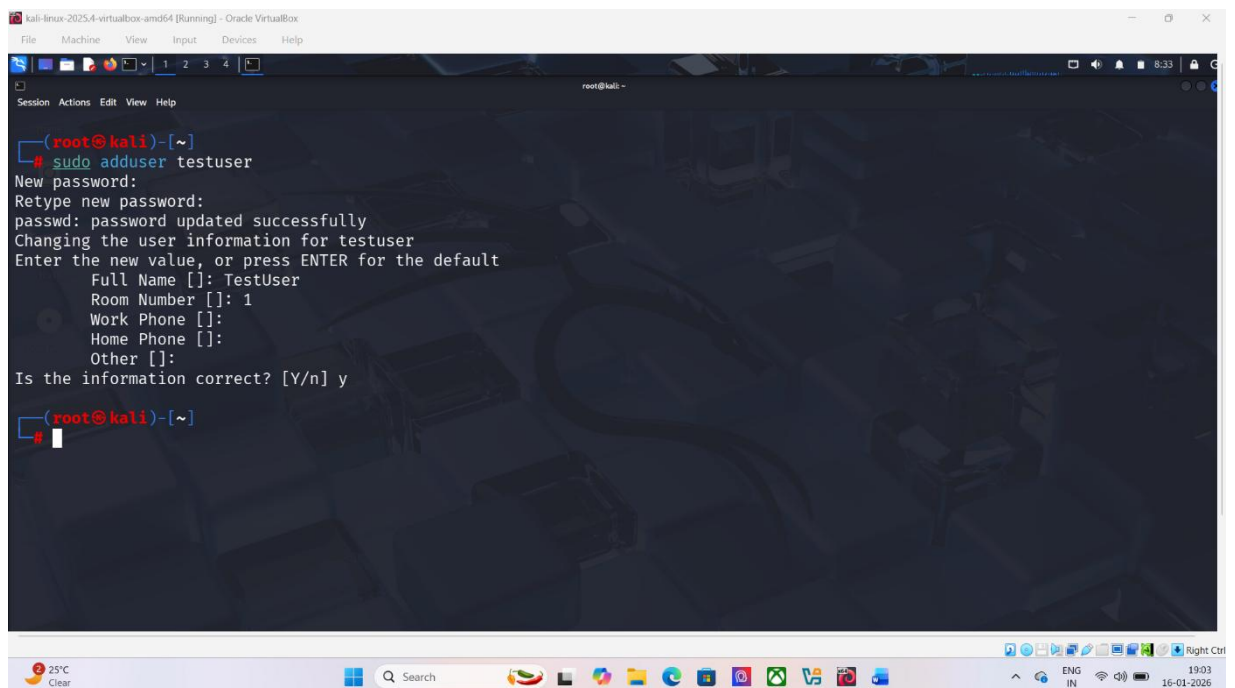 kali-linux-2025.4-virtualbox-amd64 [Running] - Oracle VirtualBox
File Machine View Input Devices Help
1 2 3 4 8:33
root@kali: ~
Session Actions Edit View Help
┌──(root㉿kali)-[~]
└─# sudo adduser testuser
New password:
Retype new password:
passwd: password updated successfully
Changing the user information for testuser
Enter the new value, or press ENTER for the default
Full Name []: TestUser
Room Number []: 1
Work Phone []:
Home Phone []:
Other []:
Is the information correct? [Y/n] y
┌──(root㉿kali)-[~]
└─#
Right Ctrl
2 25°C
Clear
Search
ENG
IN
19:03
16-01-2026